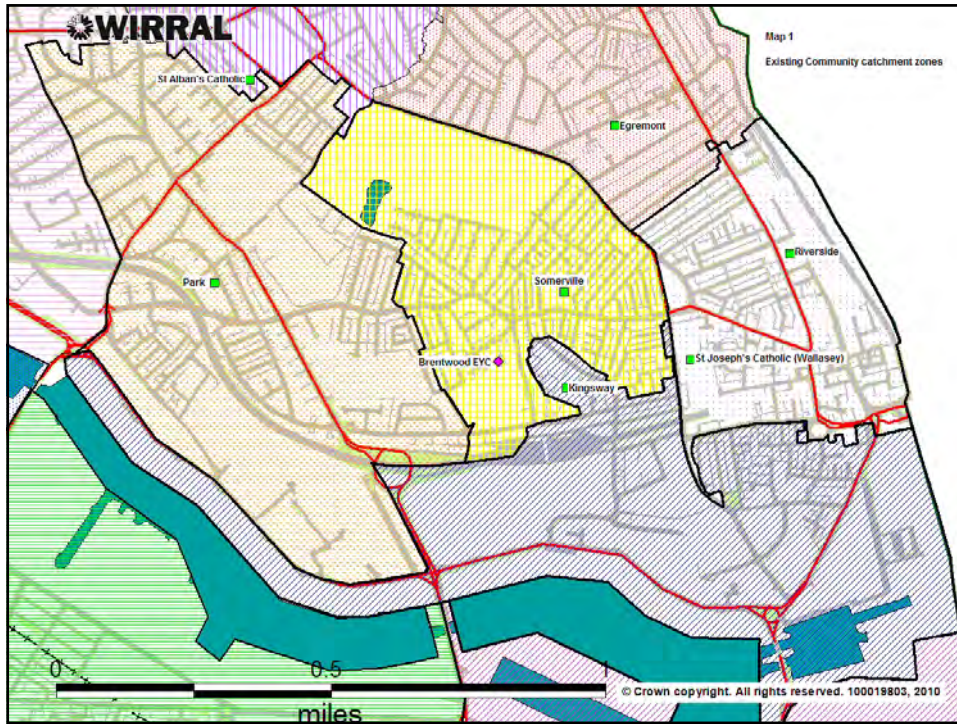 WIRRAL
Map 1
Existing Community catchment zones
St Alban's Catholic
Egremont
Riverside
Park
Somerville
Brentwood EYC
St Joseph's Catholic (Wallasey)
Kingsway
0
0.5
1
miles
© Crown copyright. All rights reserved. 100019803, 2010